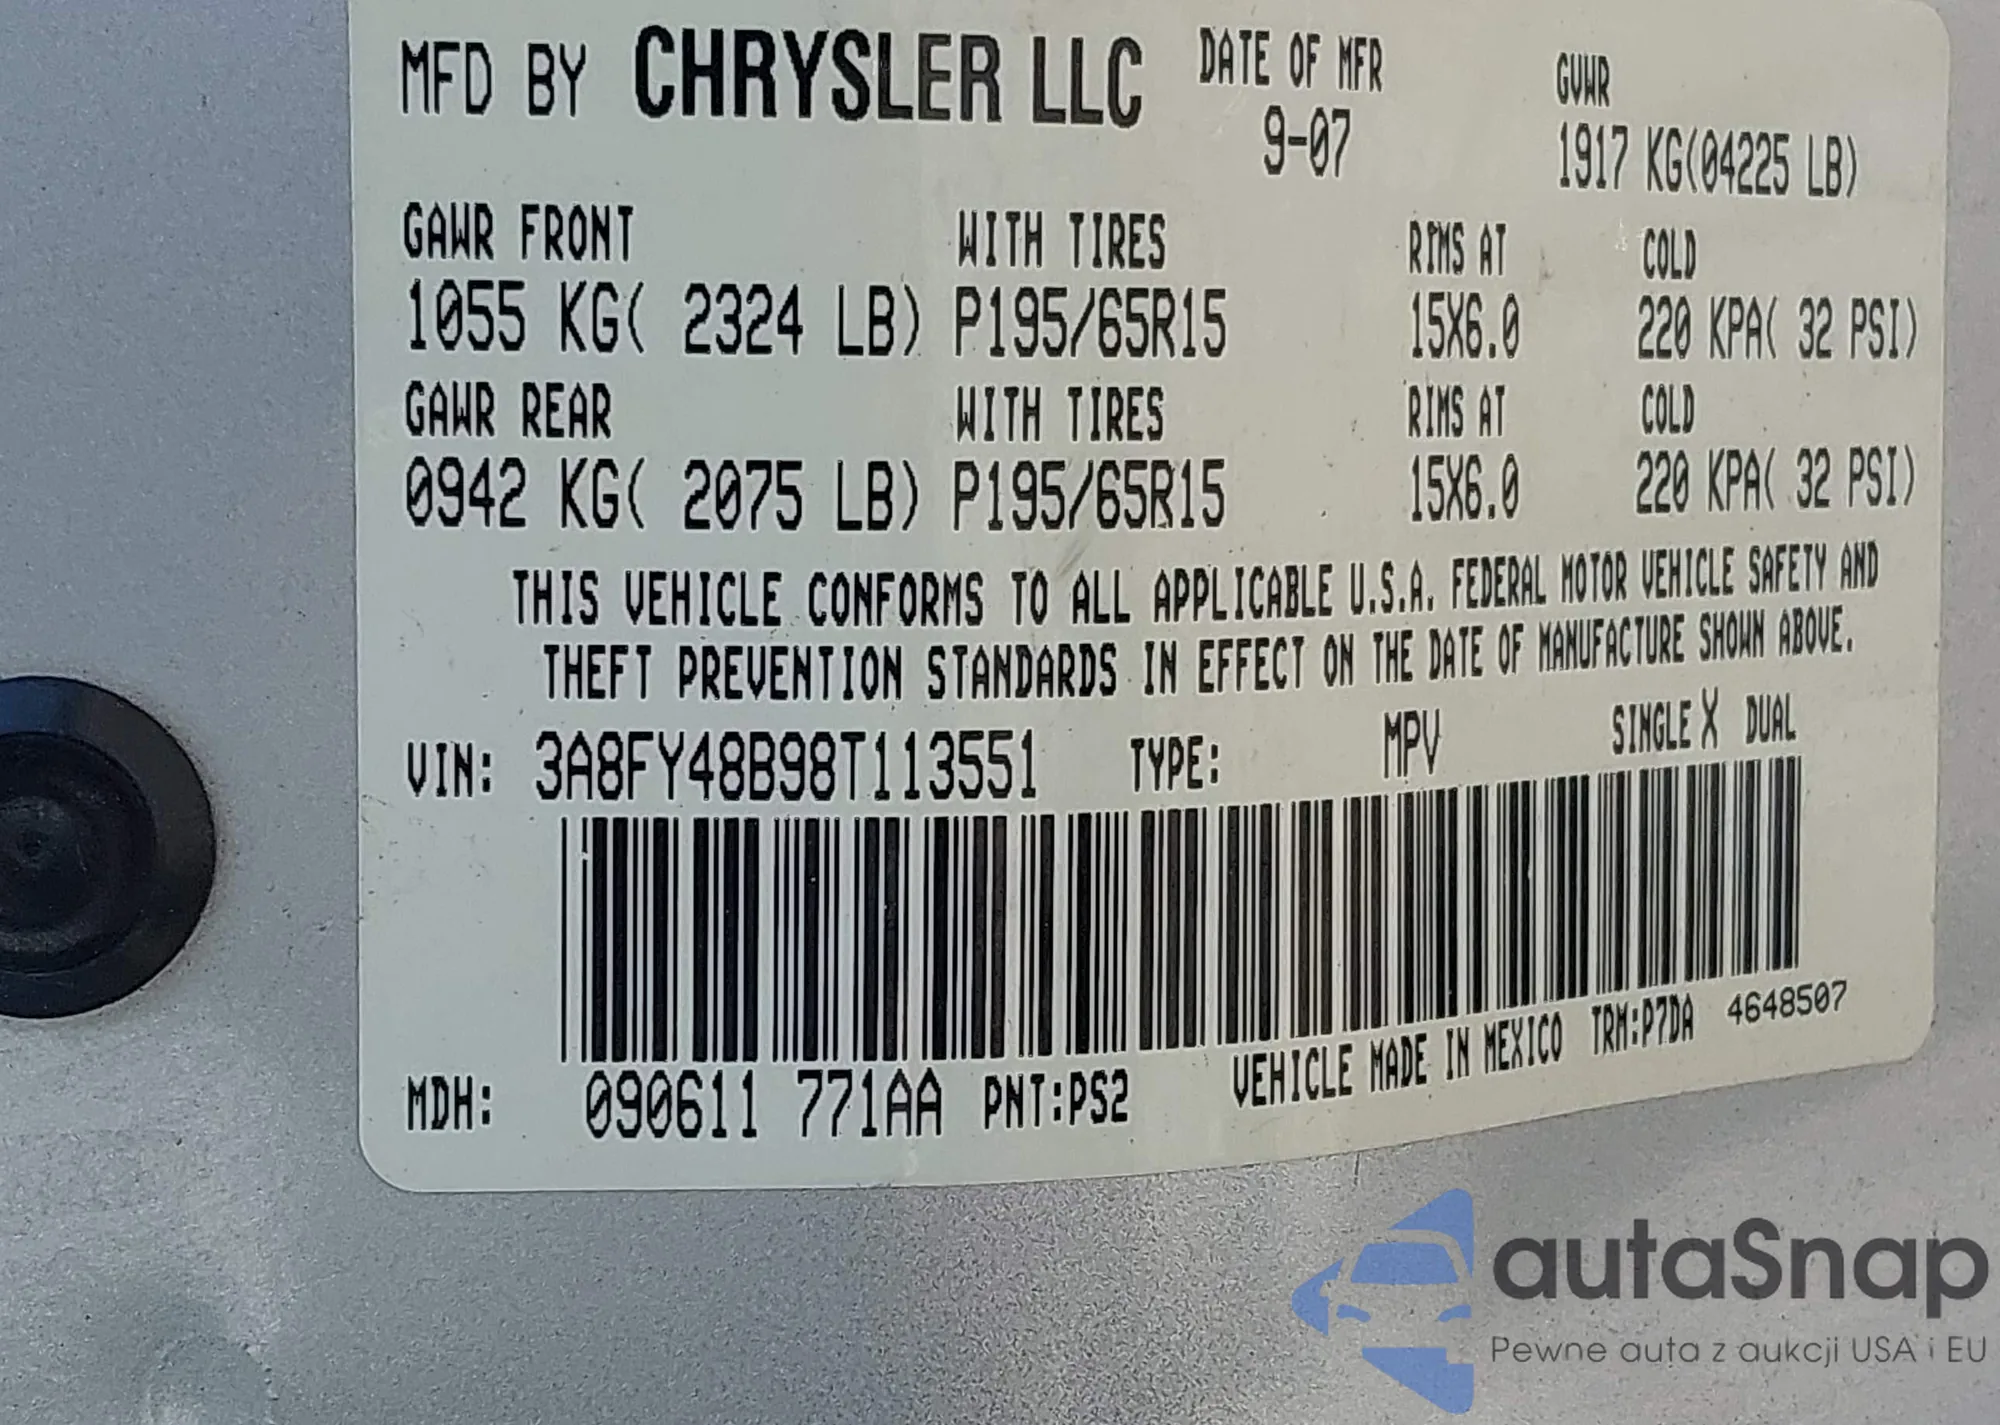 MFD BY CHRYSLER LLC DATE OF MFR GVWR
9-07 1917 KG(04225 LB)
GAWR FRONT WITH TIRES RIMS AT COLD
1055 KG( 2324 LB) P195/65R15 15X6.0 220 KPA( 32 PSI)
GAWR REAR WITH TIRES RIMS AT COLD
0942 KG( 2075 LB) P195/65R15 15X6.0 220 KPA( 32 PSI)
THIS VEHICLE CONFORMS TO ALL APPLICABLE U.S.A. FEDERAL MOTOR VEHICLE SAFETY AND
THEFT PREVENTION STANDARDS IN EFFECT ON THE DATE OF MANUFACTURE SHOWN ABOVE.
VIN: 3A8FY48B98T113551 TYPE: MPV SINGLE X DUAL
MDH: 090611 771AA PNT:PS2 VEHICLE MADE IN MEXICO TRM:P7DA 4648507
autaSnap
Pewne auta z aukcji USA i EU